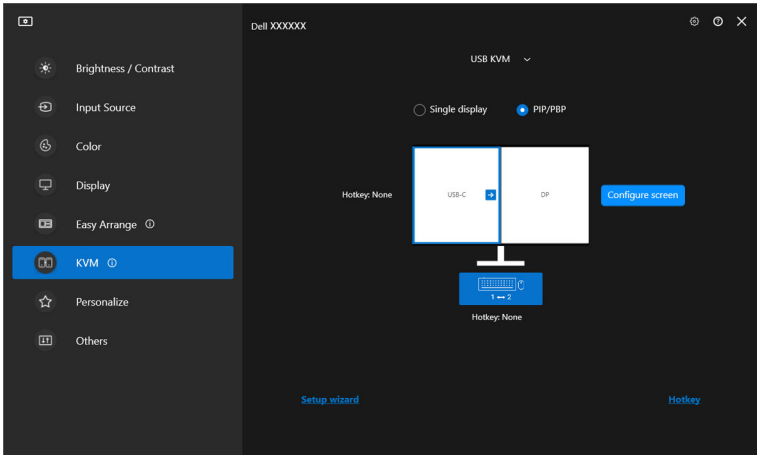 Dell XXXXXX
Brightness / Contrast
Input Source
Color
Display
Easy Arrange
KVM
Personalize
Others
USB KVM
Single display
PIP/PBP
Hotkey: None
USB-C
DP
Configure screen
1 ↔ 2
Hotkey: None
Setup wizard
Hotkey